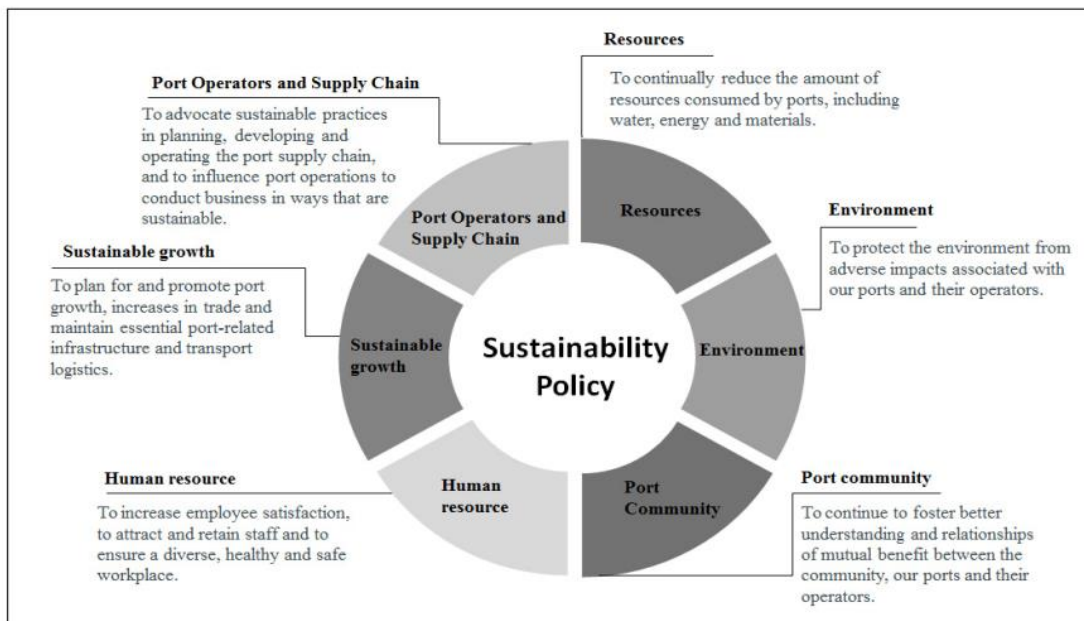 Resources
To continually reduce the amount of
resources consumed by ports, including
water, energy and materials.
Port Operators and Supply Chain
To advocate sustainable practices
in planning, developing and
operating the port supply chain,
and to influence port operations to
conduct business in ways that are
sustainable.
Environment
To protect the environment from
adverse impacts associated with
our ports and their operators.
Sustainable growth
To plan for and promote port
growth, increases in trade and
maintain essential port-related
infrastructure and transport
logistics.
Port Operators and
Supply Chain
Resources
Sustainable
growth
Sustainability
Policy
Environment
Human
resource
Port
Community
Human resource
To increase employee satisfaction,
to attract and retain staff and to
ensure a diverse, healthy and safe
workplace.
Port community
To continue to foster better
understanding and relationships
of mutual benefit between the
community, our ports and their
operators.